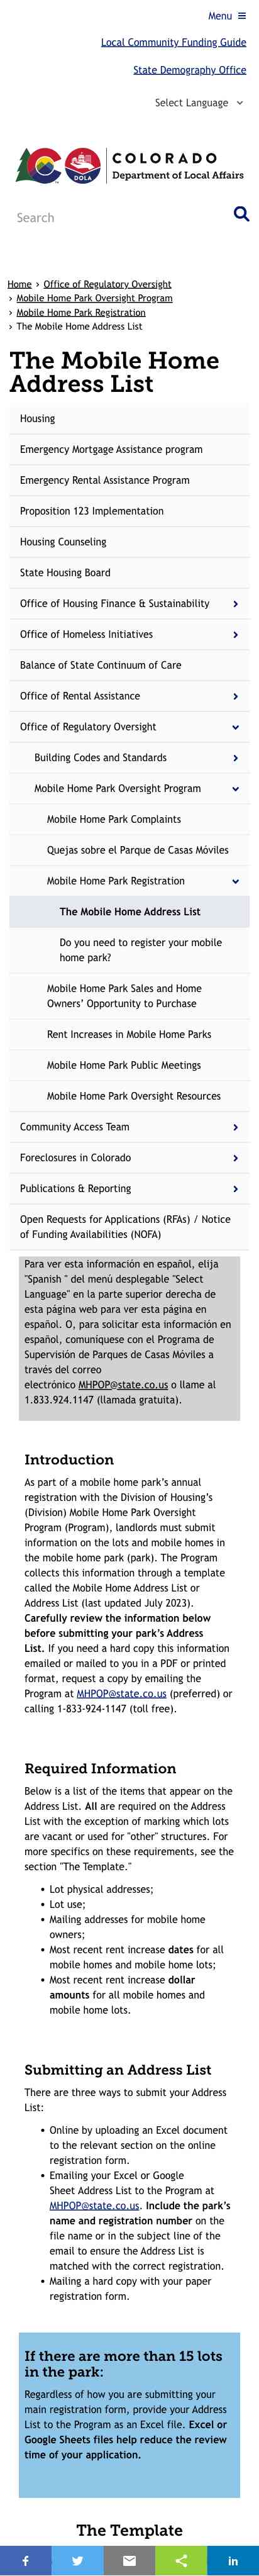 Menu
Local Community Funding Guide
State Demography Office
Select Language
DOLA
COLORADO
Department of Local Affairs
Search
Home › Office of Regulatory Oversight
› Mobile Home Park Oversight Program
› Mobile Home Park Registration
› The Mobile Home Address List
The Mobile Home
Address List
Housing
Emergency Mortgage Assistance program
Emergency Rental Assistance Program
Proposition 123 Implementation
Housing Counseling
State Housing Board
Office of Housing Finance & Sustainability
Office of Homeless Initiatives
Balance of State Continuum of Care
Office of Rental Assistance
Office of Regulatory Oversight
Building Codes and Standards
Mobile Home Park Oversight Program
Mobile Home Park Complaints
Quejas sobre el Parque de Casas Móviles
Mobile Home Park Registration
The Mobile Home Address List
Do you need to register your mobile
home park?
Mobile Home Park Sales and Home
Owners’ Opportunity to Purchase
Rent Increases in Mobile Home Parks
Mobile Home Park Public Meetings
Mobile Home Park Oversight Resources
Community Access Team
Foreclosures in Colorado
Publications & Reporting
Open Requests for Applications (RFAs) / Notice
of Funding Availabilities (NOFA)
Para ver esta información en español, elija
"Spanish " del menú desplegable "Select
Language" en la parte superior derecha de
esta página web para ver esta página en
español. O, para solicitar esta información en
español, comuníquese con el Programa de
Supervisión de Parques de Casas Móviles a
través del correo
electrónico MHPOP@state.co.us o llame al
1.833.924.1147 (llamada gratuita).
Introduction
As part of a mobile home park’s annual
registration with the Division of Housing’s
(Division) Mobile Home Park Oversight
Program (Program), landlords must submit
information on the lots and mobile homes in
the mobile home park (park). The Program
collects this information through a template
called the Mobile Home Address List or
Address List (last updated July 2023).
Carefully review the information below
before submitting your park’s Address
List. If you need a hard copy this information
emailed or mailed to you in a PDF or printed
format, request a copy by emailing the
Program at MHPOP@state.co.us (preferred) or
calling 1-833-924-1147 (toll free).
Required Information
Below is a list of the items that appear on the
Address List. All are required on the Address
List with the exception of marking which lots
are vacant or used for "other" structures. For
more specifics on these requirements, see the
section "The Template."
• Lot physical addresses;
• Lot use;
• Mailing addresses for mobile home
owners;
• Most recent rent increase dates for all
mobile homes and mobile home lots;
• Most recent rent increase dollar
amounts for all mobile homes and
mobile home lots.
Submitting an Address List
There are three ways to submit your Address
List:
• Online by uploading an Excel document
to the relevant section on the online
registration form.
• Emailing your Excel or Google
Sheet Address List to the Program at
MHPOP@state.co.us. Include the park’s
name and registration number on the
file name or in the subject line of the
email to ensure the Address List is
matched with the correct registration.
• Mailing a hard copy with your paper
registration form.
If there are more than 15 lots
in the park:
Regardless of how you are submitting your
main registration form, provide your Address
List to the Program as an Excel file. Excel or
Google Sheets files help reduce the review
time of your application.
The Template